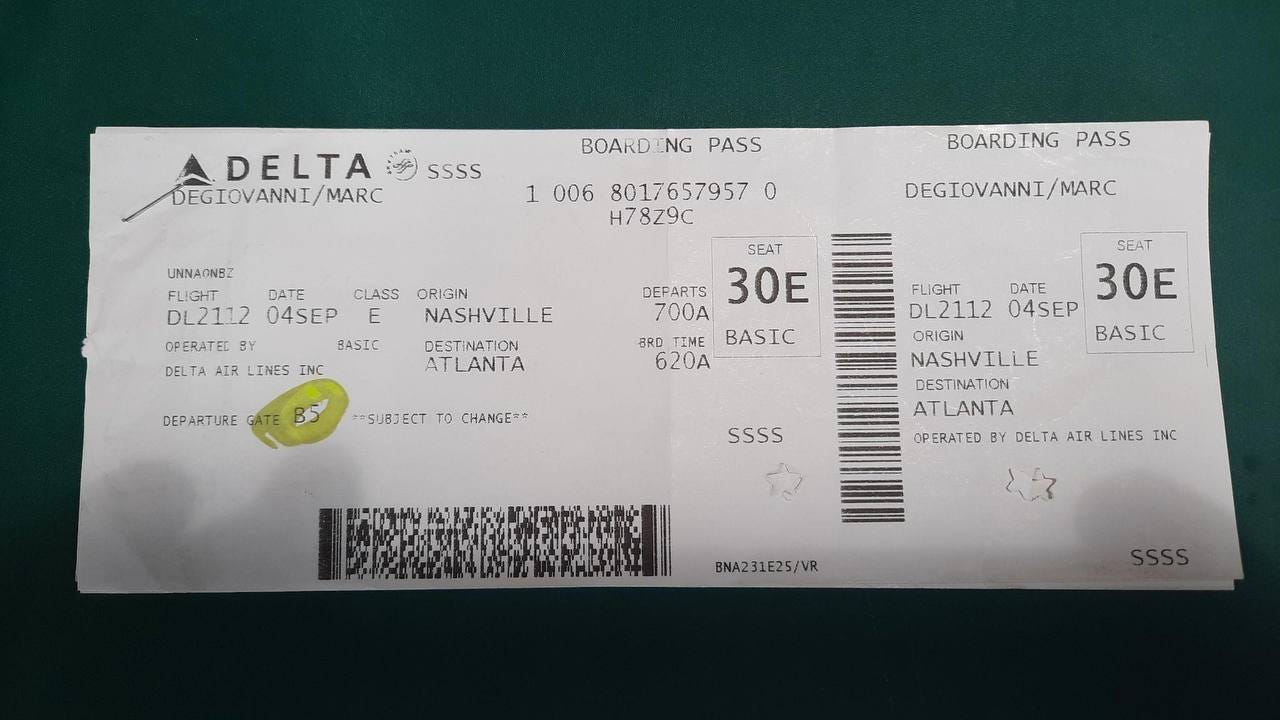 BOARDING PASS
DELTA SSSS
DEGIOVANNI/MARC
1 006 8017657957 0
H78Z9C
UNNAONBZ
FLIGHT DATE CLASS ORIGIN DEPARTS
DL2112 04SEP E NASHVILLE 700A
OPERATED BY BASIC DESTINATION BRD TIME
DELTA AIR LINES INC ATLANTA 620A
SEAT
30E
BASIC
DEPARTURE GATE B5 **SUBJECT TO CHANGE**
SSSS
BNA231E25/VR
BOARDING PASS
DEGIOVANNI/MARC
SEAT
30E
BASIC
FLIGHT DATE
DL2112 04SEP
ORIGIN
NASHVILLE
DESTINATION
ATLANTA
OPERATED BY DELTA AIR LINES INC
SSSS